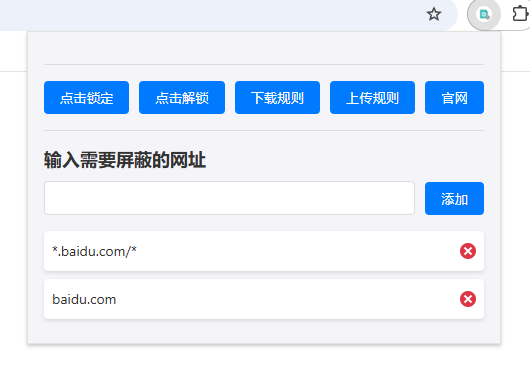 点击锁定 点击解锁 下载规则 上传规则 官网
输入需要屏蔽的网址
添加
*.baidu.com/*
baidu.com